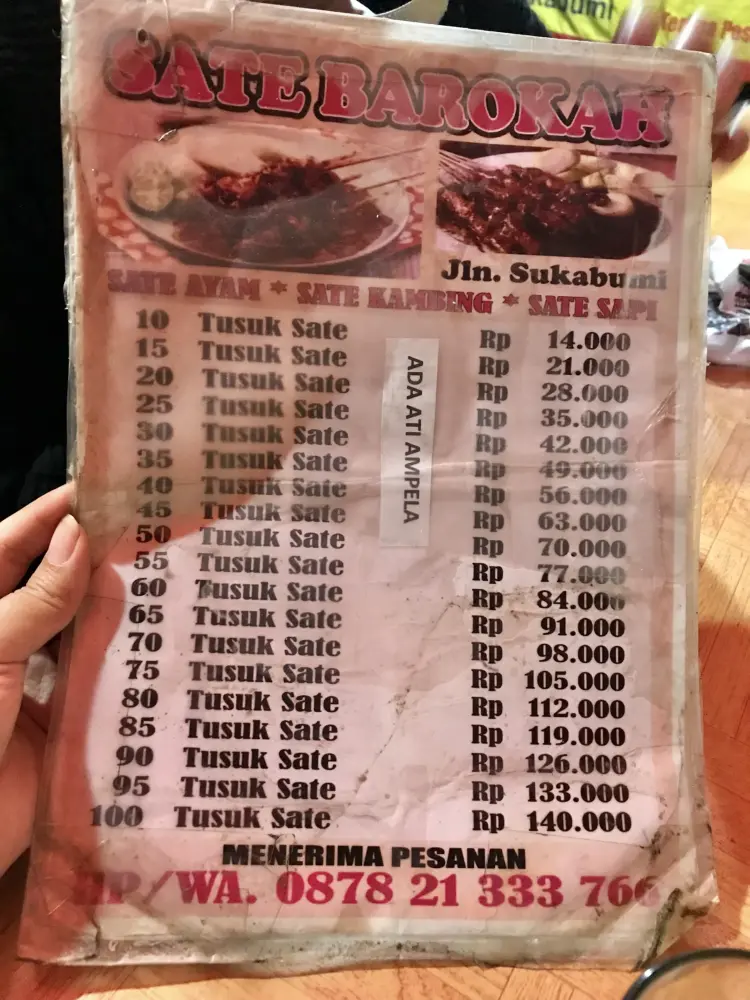 SATE BAROKAH
Jln. Sukabumi
SATE AYAM * SATE KAMBING * SATE SAPI
10 Tusuk Sate Rp 14.000
15 Tusuk Sate Rp 21.000
20 Tusuk Sate Rp 28.000
25 Tusuk Sate Rp 35.000
30 Tusuk Sate Rp 42.000
35 Tusuk Sate Rp 49.000
40 Tusuk Sate Rp 56.000
45 Tusuk Sate Rp 63.000
50 Tusuk Sate Rp 70.000
55 Tusuk Sate Rp 77.000
60 Tusuk Sate Rp 84.000
65 Tusuk Sate Rp 91.000
70 Tusuk Sate Rp 98.000
75 Tusuk Sate Rp 105.000
80 Tusuk Sate Rp 112.000
85 Tusuk Sate Rp 119.000
90 Tusuk Sate Rp 126.000
95 Tusuk Sate Rp 133.000
100 Tusuk Sate Rp 140.000
ADA ATI AMPELA
MENERIMA PESANAN
HP/WA. 0878 21 333 766